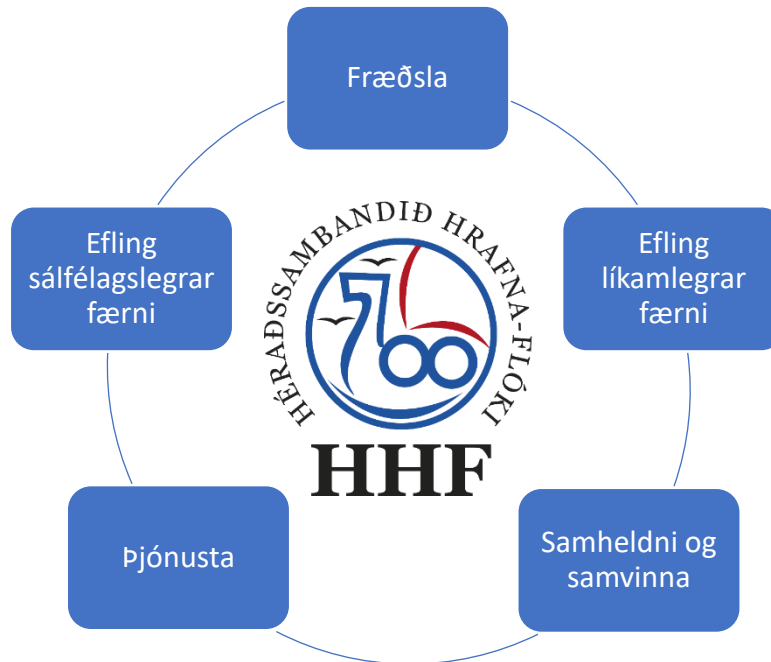 Fræðsla
Efling
líkamlegrar
færni
Samheldni og
samvinna
Þjónusta
Efling
sálfélagslegrar
færni
HÉRAÐSSAMBANDIÐ HRAFNA-FLÓKI
HHF